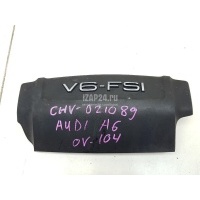 V6-FSI
IZAP24.RU
CHV-021089
AUDI A6
OV-104